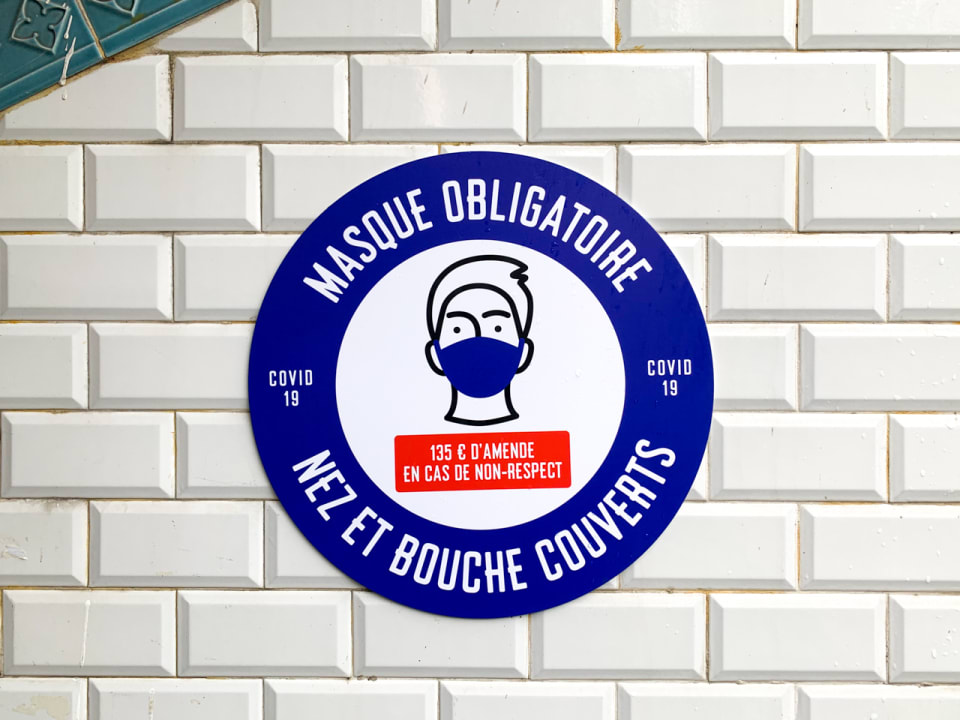 MASQUE OBLIGATOIRE
COVID
19
COVID
19
135 € D'AMENDE
EN CAS DE NON-RESPECT
NEZ ET BOUCHE COUVERTS